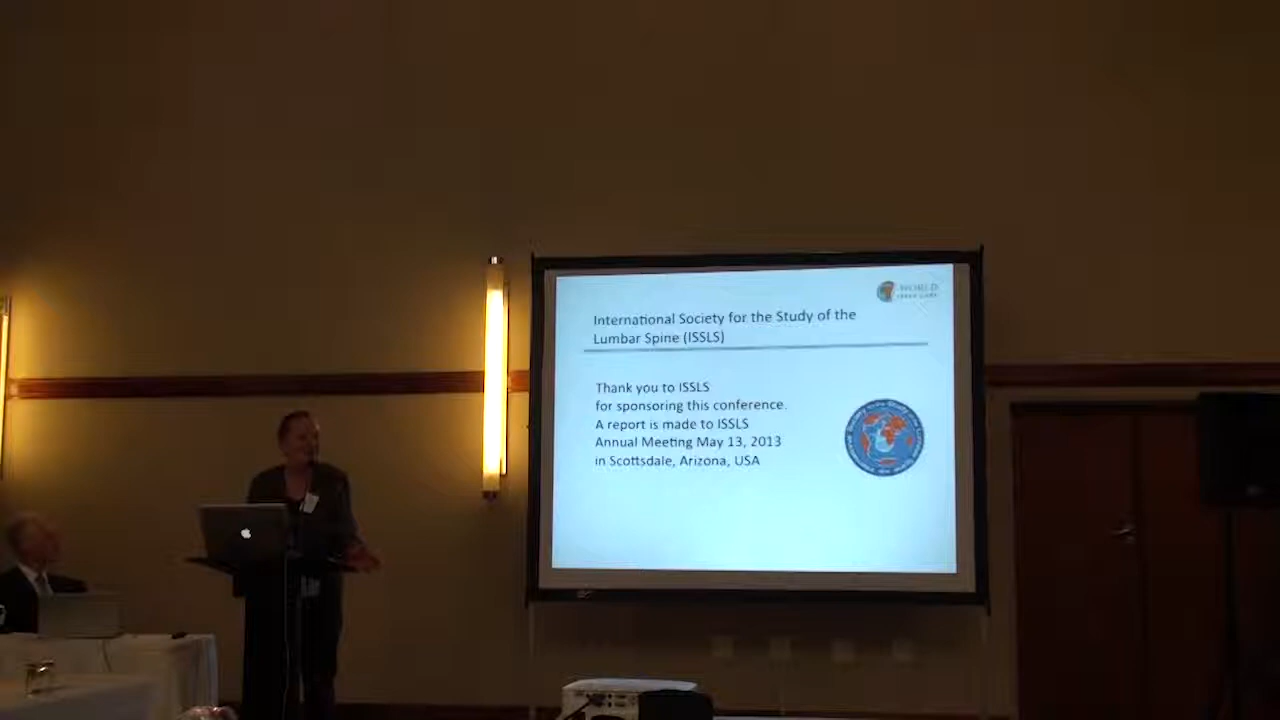 WORLD
International Society for the Study of the
Lumbar Spine (ISSLS)
Thank you to ISSLS
for sponsoring this conference.
A report is made to ISSLS
Annual Meeting May 13, 2013
in Scottsdale, Arizona, USA